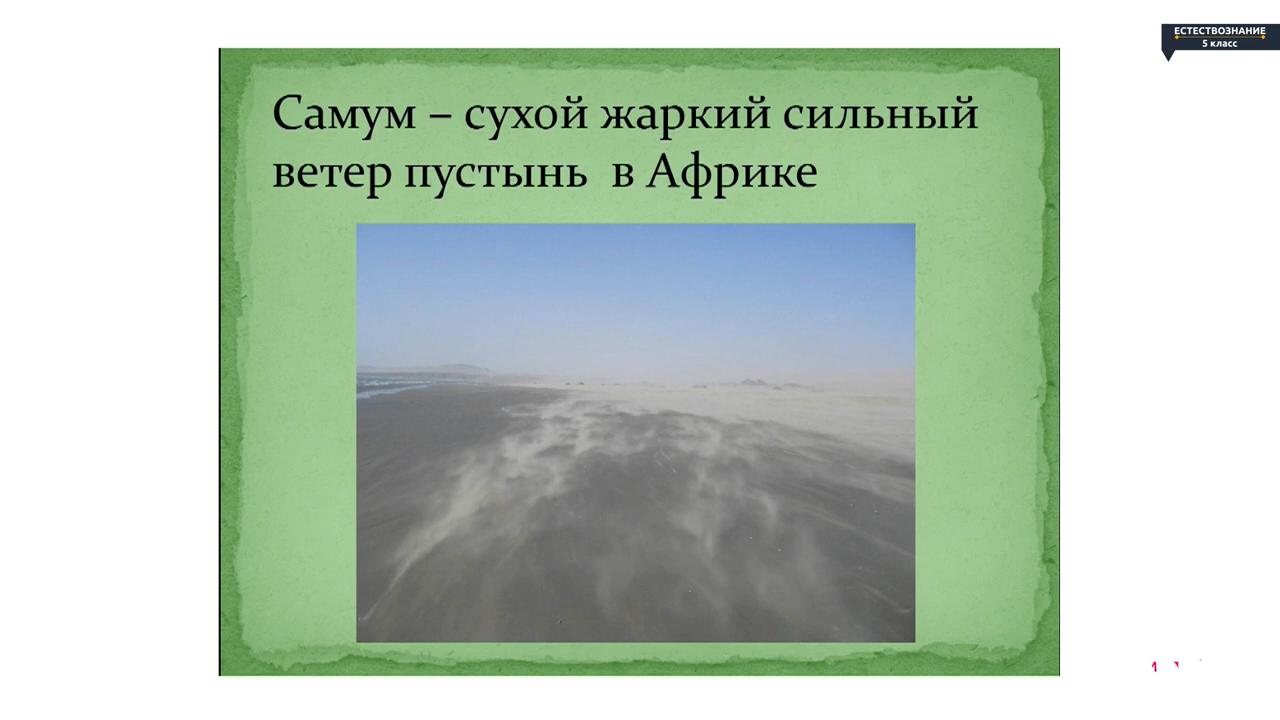 ЕСТЕСТВОЗНАНИЕ
5 класс
Самум – сухой жаркий сильный
ветер пустынь в Африке